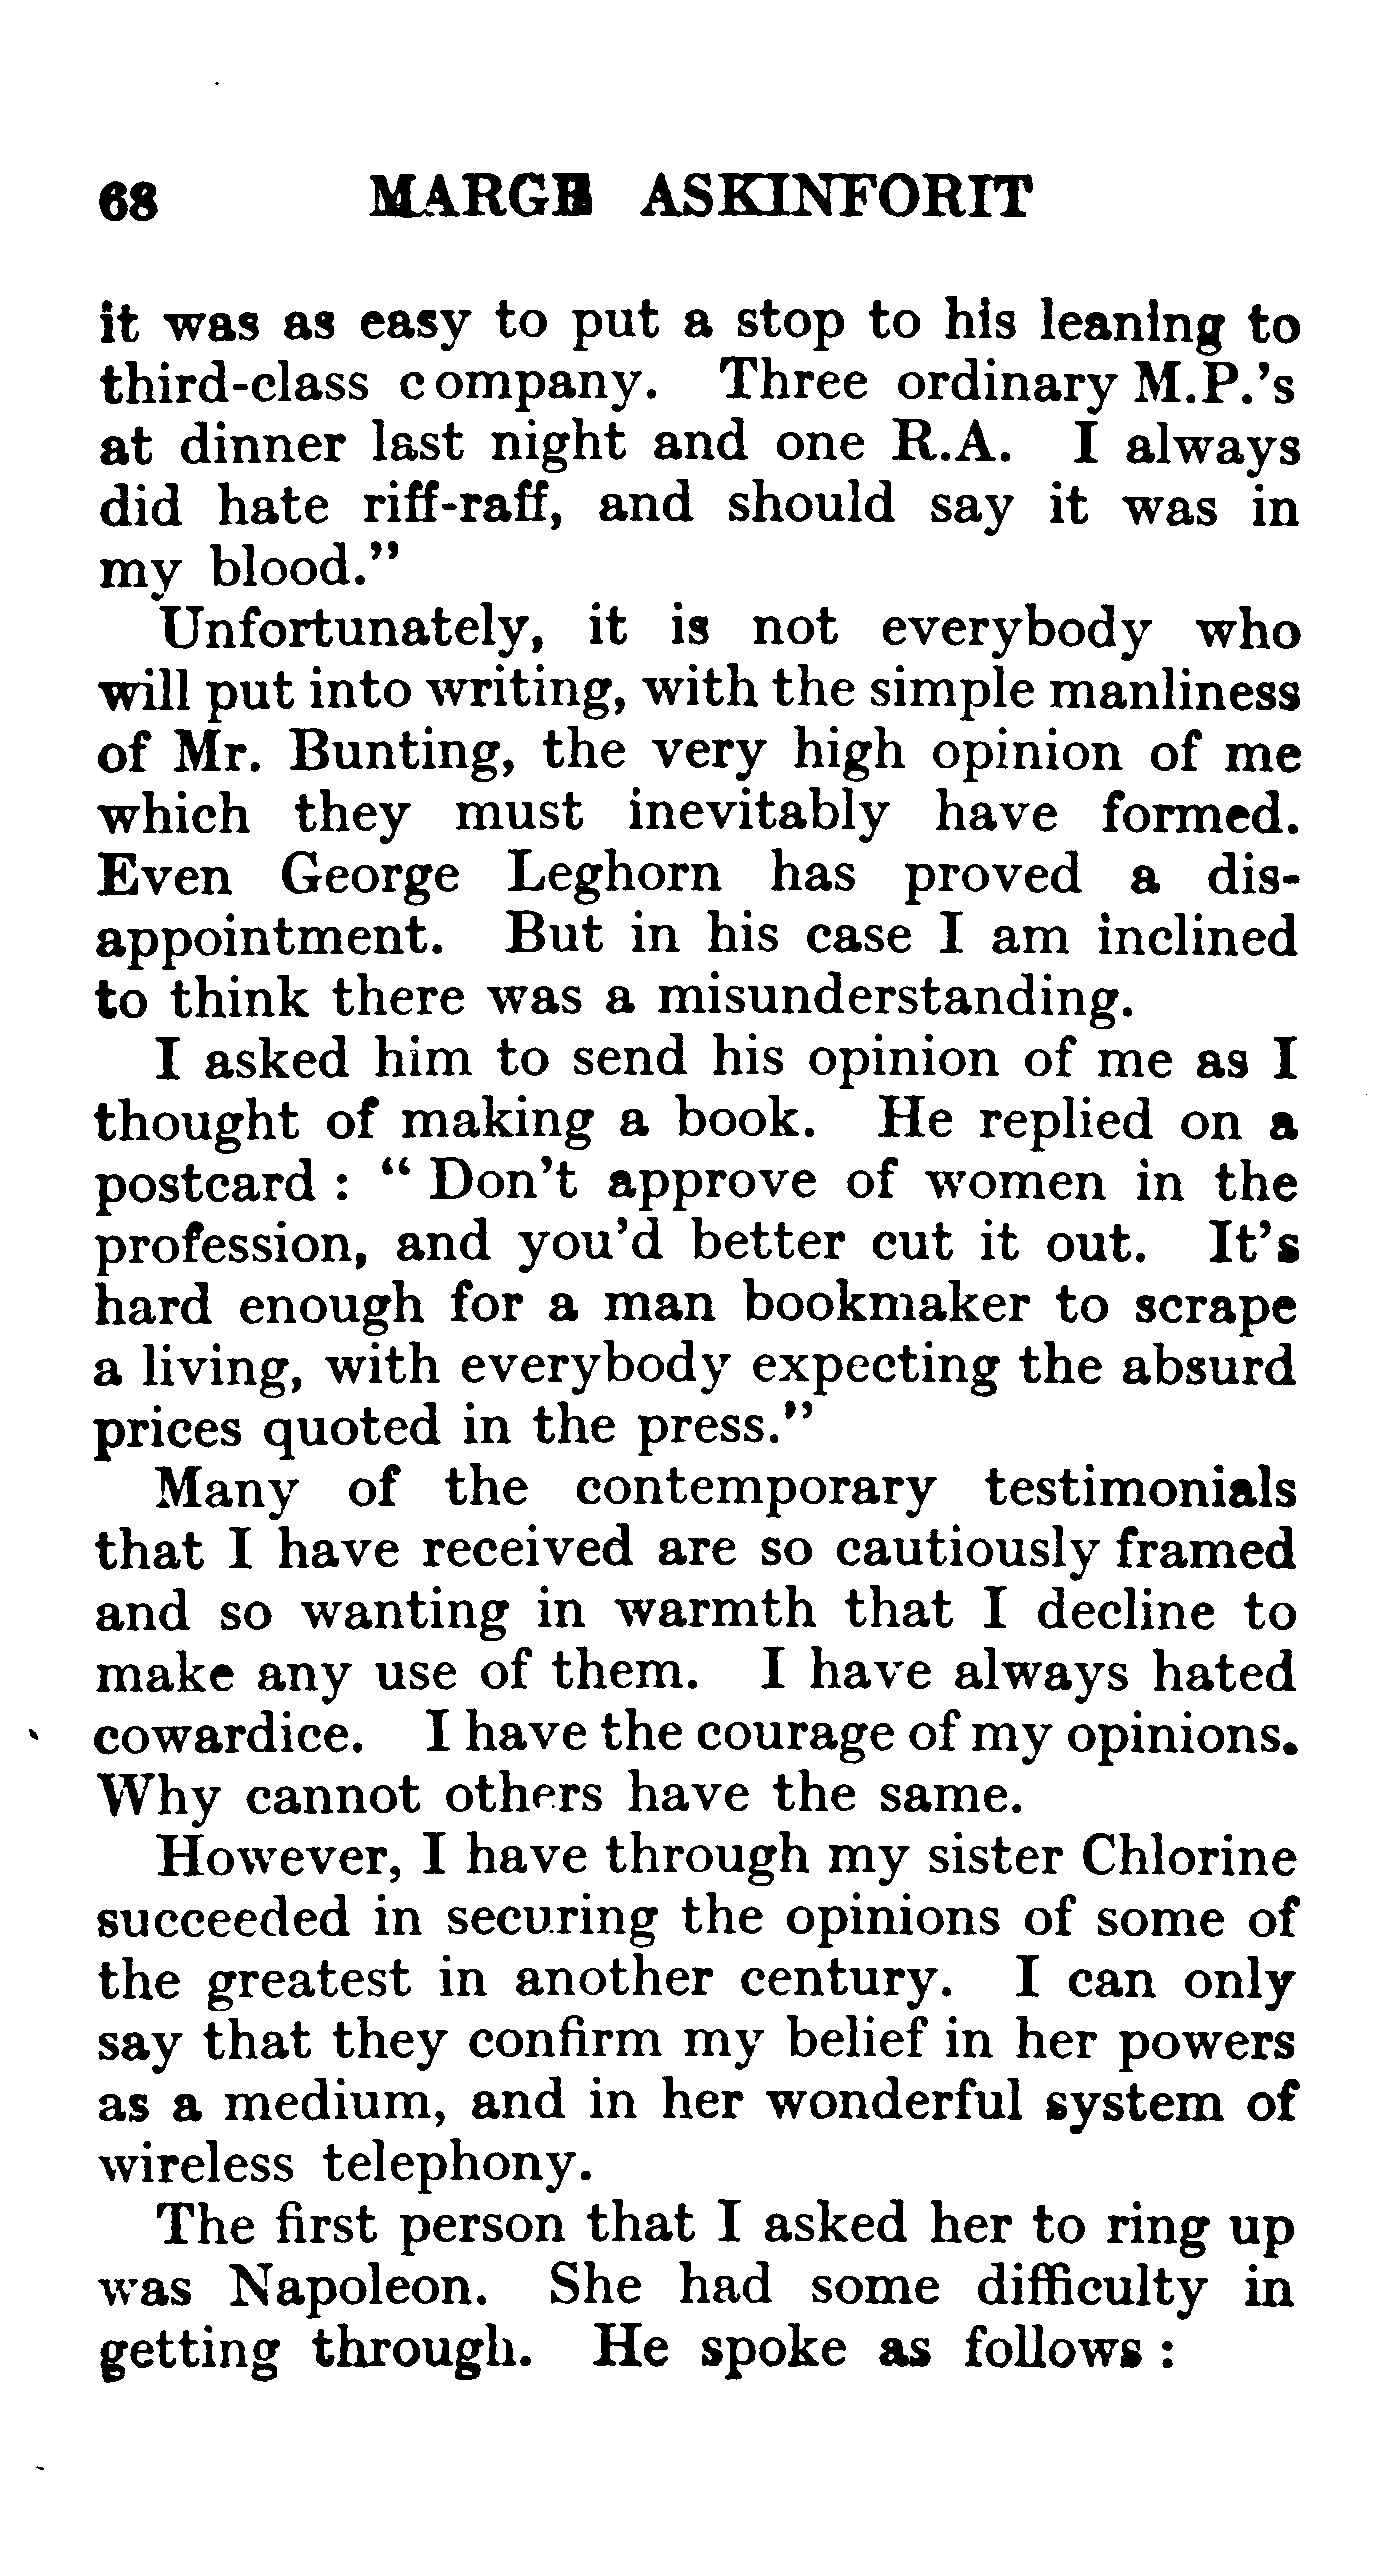 68 MARGE ASKINFORIT
it was as easy to put a stop to his leaning to
third-class company. Three ordinary M.P.'s
at dinner last night and one R.A. I always
did hate riff-raff, and should say it was in
my blood."
Unfortunately, it is not everybody who
will put into writing, with the simple manliness
of Mr. Bunting, the very high opinion of me
which they must inevitably have formed.
Even George Leghorn has proved a dis-
appointment. But in his case I am inclined
to think there was a misunderstanding.
I asked him to send his opinion of me as I
thought of making a book. He replied on a
postcard : " Don't approve of women in the
profession, and you'd better cut it out. It's
hard enough for a man bookmaker to scrape
a living, with everybody expecting the absurd
prices quoted in the press."
Many of the contemporary testimonials
that I have received are so cautiously framed
and so wanting in warmth that I decline to
make any use of them. I have always hated
cowardice. I have the courage of my opinions.
Why cannot others have the same.
However, I have through my sister Chlorine
succeeded in securing the opinions of some of
the greatest in another century. I can only
say that they confirm my belief in her powers
as a medium, and in her wonderful system of
wireless telephony.
The first person that I asked her to ring up
was Napoleon. She had some difficulty in
getting through. He spoke as follows :